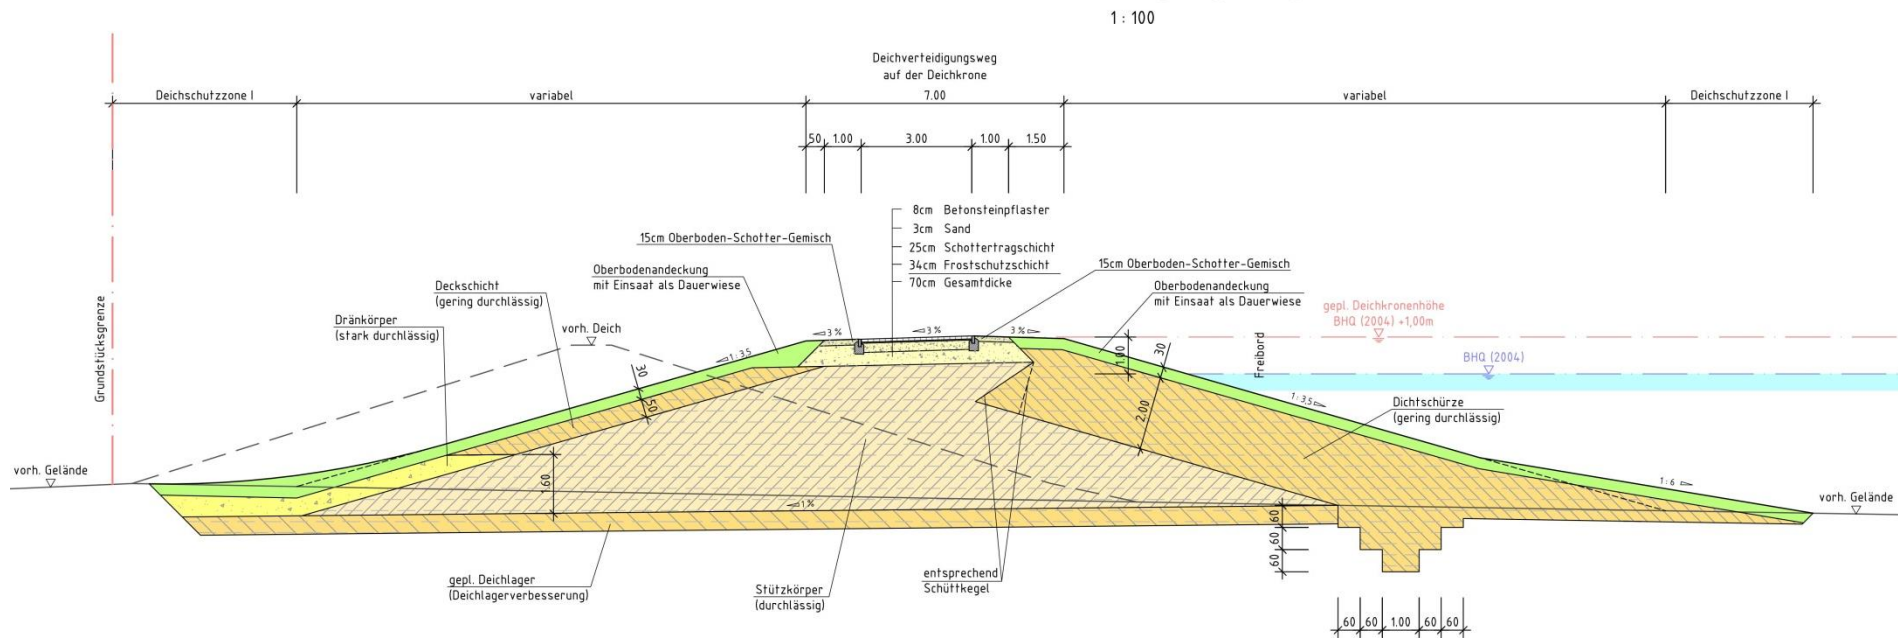 1 : 100
Deichverteidigungsweg
auf der Deichkrone
Deichschutzzone I
variabel
7.00
variabel
Deichschutzzone I
50
1.00
3.00
1.00
1.50
8cm Betonsteinpflaster
3cm Sand
25cm Schottertragschicht
34cm Frostschutzschicht
70cm Gesamtdicke
15cm Oberboden-Schotter-Gemisch
15cm Oberboden-Schotter-Gemisch
Oberbodenandeckung
mit Einsaat als Dauerwiese
Oberbodenandeckung
mit Einsaat als Dauerwiese
Deckschicht
(gering durchlässig)
Dränkörper
(stark durchlässig)
vorh. Deich
Grundstücksgrenze
gepl. Deichkronenhöhe
BHQ (2004) +1,00m
BHQ (2004)
Freibord
3 %
3 %
3 %
1 : 3,5
30
50
1.00
30
2.00
1 : 3,5
Dichtschürze
(gering durchlässig)
vorh. Gelände
1.60
1 %
1 : 6
vorh. Gelände
60
60
60
gepl. Deichlager
(Deichlagerverbesserung)
Stützkörper
(durchlässig)
entsprechend
Schüttkegel
60
60
1.00
60
60